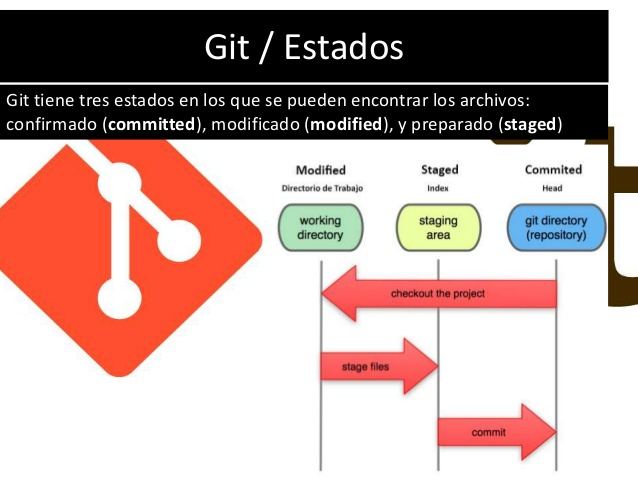 Git / Estados
Git tiene tres estados en los que se pueden encontrar los archivos:
confirmado (committed), modificado (modified), y preparado (staged)
Modified Staged Commited
Directorio de Trabajo Index Head
working directory
staging area
git directory (repository)
checkout the project
stage files
commit